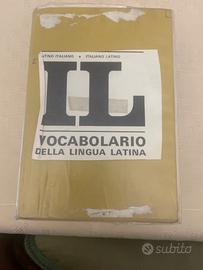 LATINO ITALIANO • ITALIANO LATINO
IL
VOCABOLARIO
DELLA LINGUA LATINA
subito